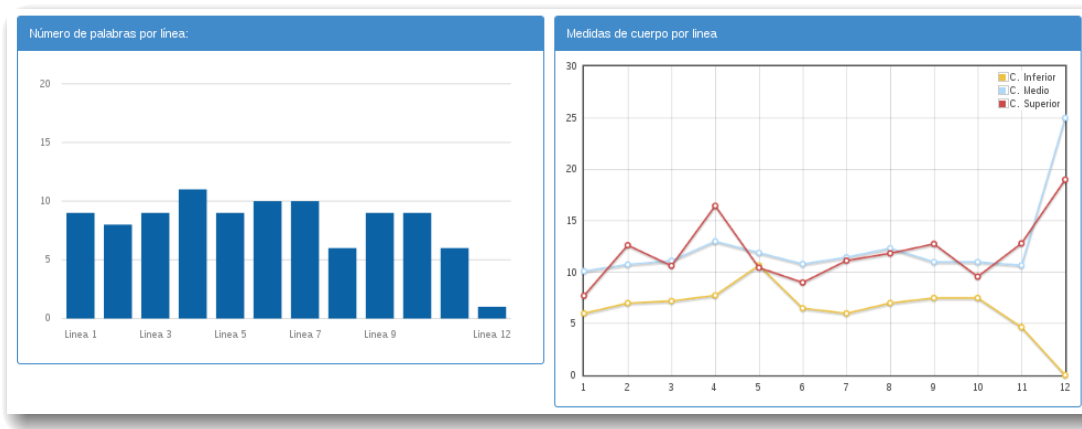 Número de palabras por línea:
20
15
10
5
0
Linea 1 Linea 3 Linea 5 Linea 7 Linea 9 Linea 12
Medidas de cuerpo por linea
30
25
20
15
10
5
0
1 2 3 4 5 6 7 8 9 10 11 12
C. Inferior
C. Medio
C. Superior